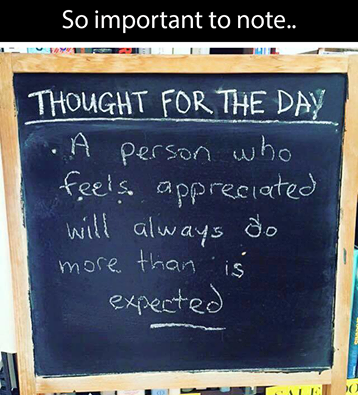 So important to note..
THOUGHT FOR THE DAY
. A person who
feels appreciated
will always do
more than is
expected
SALE